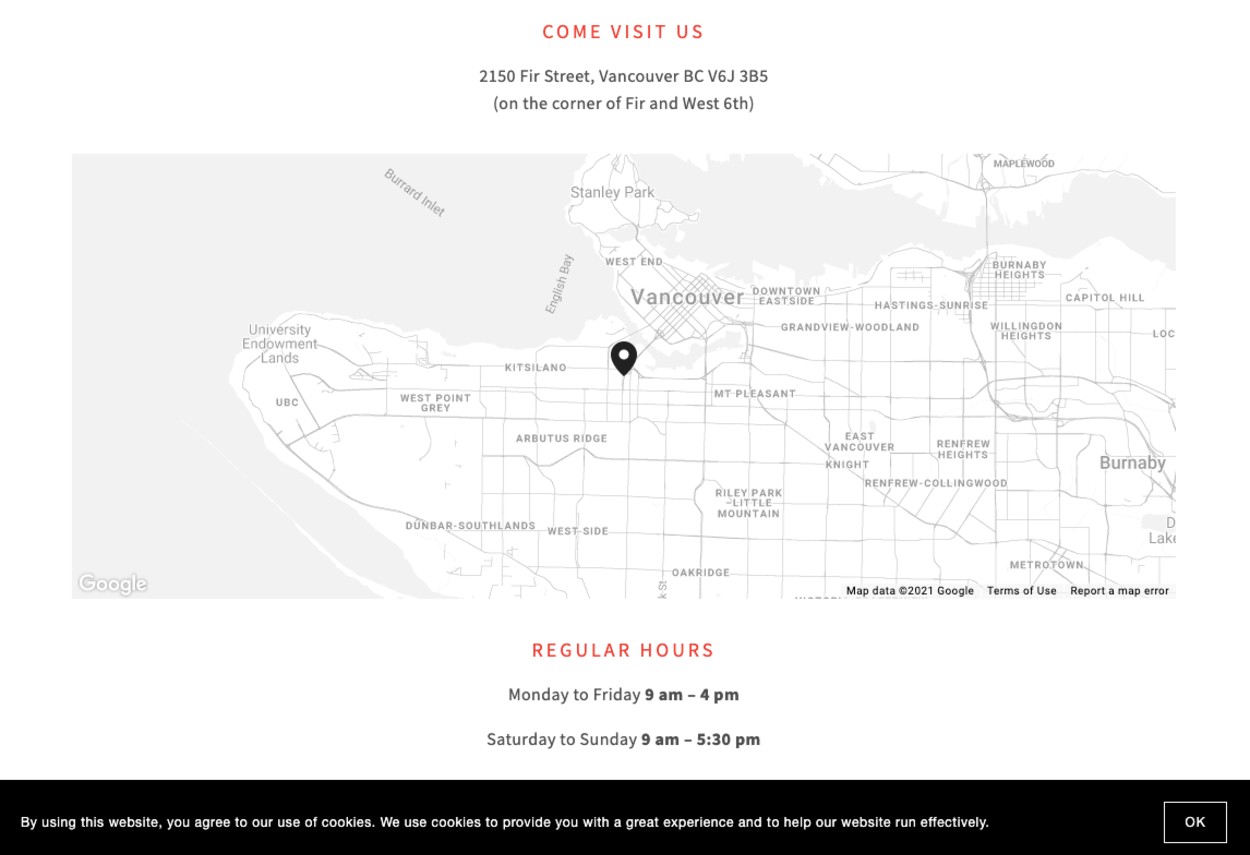 COME VISIT US
2150 Fir Street, Vancouver BC V6J 3B5
(on the corner of Fir and West 6th)
MAPLEWOOD
Burrard Inlet
Stanley Park
English Bay
WEST END
BURNABY
HEIGHTS
Vancouver
DOWNTOWN
EASTSIDE
HASTINGS-SUNRISE
CAPITOL HILL
University
Endowment
Lands
GRANDVIEW-WOODLAND
WILLINGDON
HEIGHTS
LOC
KITSILANO
UBC
WEST POINT
GREY
MT PLEASANT
ARBUTUS RIDGE
EAST
VANCOUVER
RENFREW
HEIGHTS
KNIGHT
Burnaby
RENFREW-COLLINGWOOD
RILEY PARK
-LITTLE
MOUNTAIN
DUNBAR-SOUTHLANDS
WEST SIDE
D
Lake
OAKRIDGE
METROTOWN
k St
Google
Map data ©2021 Google Terms of Use Report a map error
REGULAR HOURS
Monday to Friday 9 am – 4 pm
Saturday to Sunday 9 am – 5:30 pm
By using this website, you agree to our use of cookies. We use cookies to provide you with a great experience and to help our website run effectively.
OK